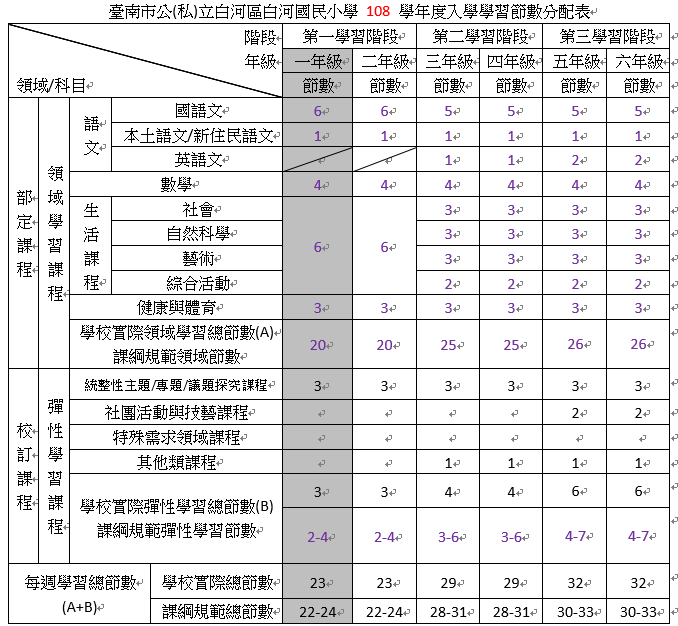 臺南市公(私)立白河區白河國民小學 108 學年度入學學習節數分配表
階段 第一學習階段 第二學習階段 第三學習階段
年級 一年級 二年級 三年級 四年級 五年級 六年級
領域/科目 節數 節數 節數 節數 節數 節數
部定課程 領域學習課程 語文 國語文 6 6 5 5 5 5
本土語文/新住民語文 1 1 1 1 1 1
英語文 1 1 2 2
數學 4 4 4 4 4 4
生活課程 6 6 社會 3 3 3 3
自然科學 3 3 3 3
藝術 3 3 3 3
綜合活動 2 2 2 2
健康與體育 3 3 3 3 3 3
學校實際領域學習總節數(A)
課綱規範領域節數 20 20 25 25 26 26
校訂課程 彈性學習課程 統整性主題/專題/議題探究課程 3 3 3 3 3 3
社團活動與技藝課程 2 2
特殊需求領域課程
其他類課程 1 1 1 1
學校實際彈性學習總節數(B) 3 3 4 4 6 6
課綱規範彈性學習節數 2-4 2-4 3-6 3-6 4-7 4-7
每週學習總節數
(A+B)
學校實際總節數 23 23 29 29 32 32
課綱規範總節數 22-24 22-24 28-31 28-31 30-33 30-33